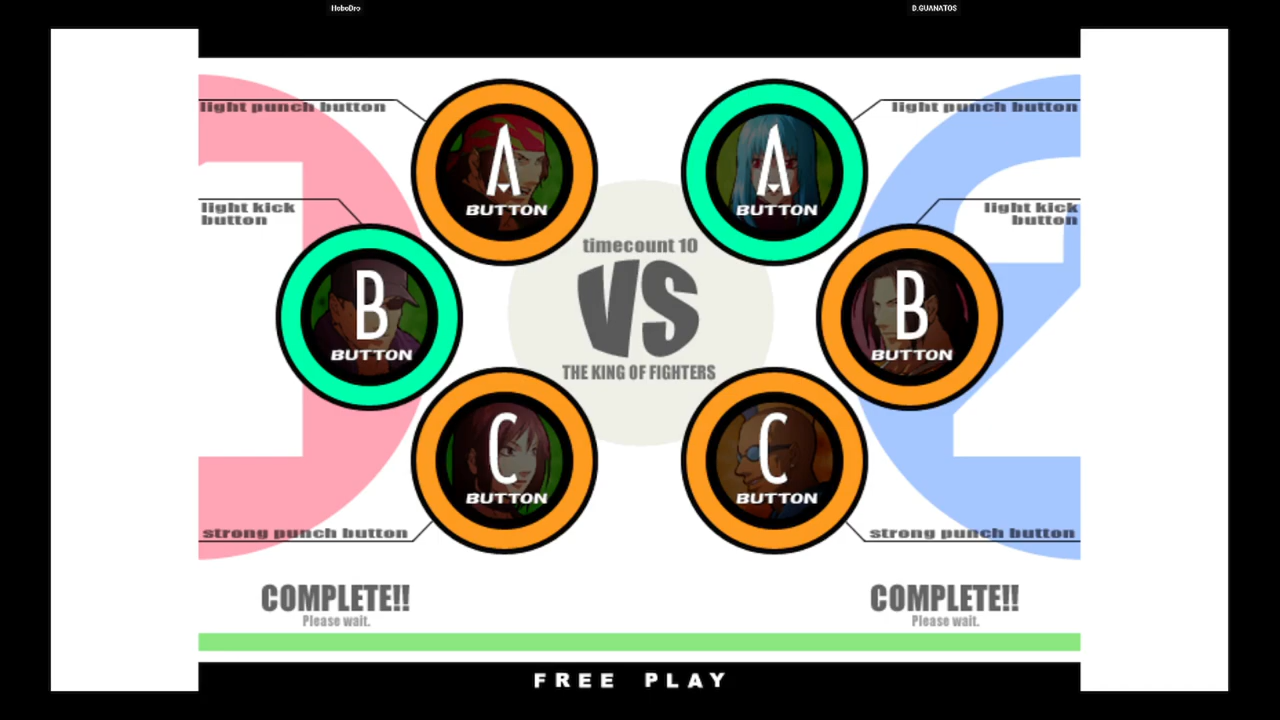 HoboDro
D.GUANATOS
light punch button
A
BUTTON
A
BUTTON
light punch button
light kick
button
B
BUTTON
timecount 10
VS
THE KING OF FIGHTERS
light kick
button
B
BUTTON
strong punch button
C
BUTTON
C
BUTTON
strong punch button
COMPLETE!!
Please wait.
COMPLETE!!
Please wait.
FREE PLAY